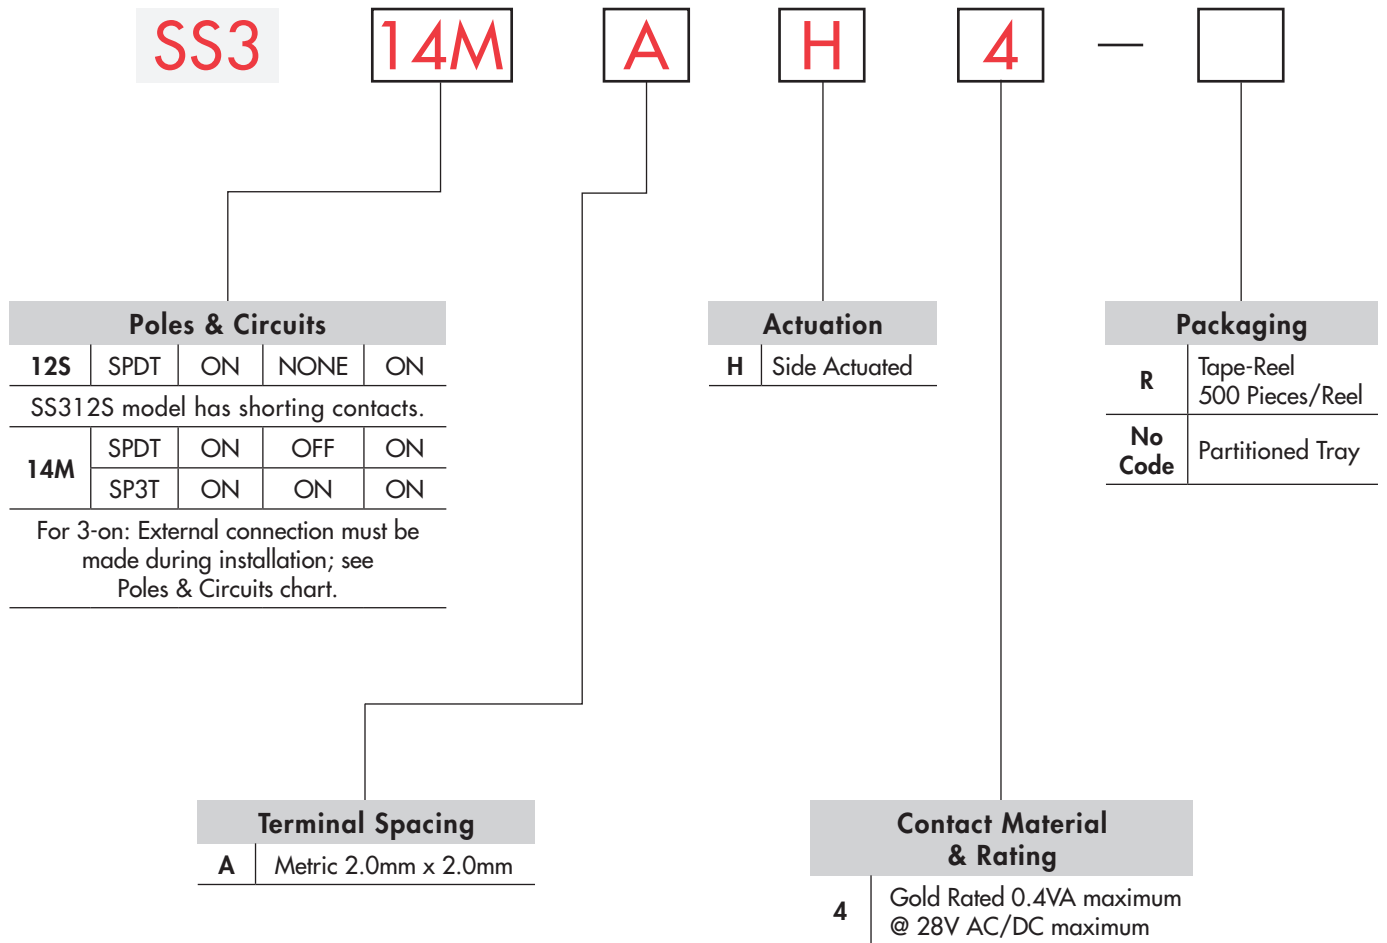 SS3 14M A H 4 —
Poles & Circuits
12S SPDT ON NONE ON
SS312S model has shorting contacts.
14M SPDT ON OFF ON
SP3T ON ON ON
For 3-on: External connection must be
made during installation; see
Poles & Circuits chart.
Actuation
H Side Actuated
Packaging
R Tape-Reel
500 Pieces/Reel
No
Code Partitioned Tray
Terminal Spacing
A Metric 2.0mm x 2.0mm
Contact Material
& Rating
4 Gold Rated 0.4VA maximum
@ 28V AC/DC maximum